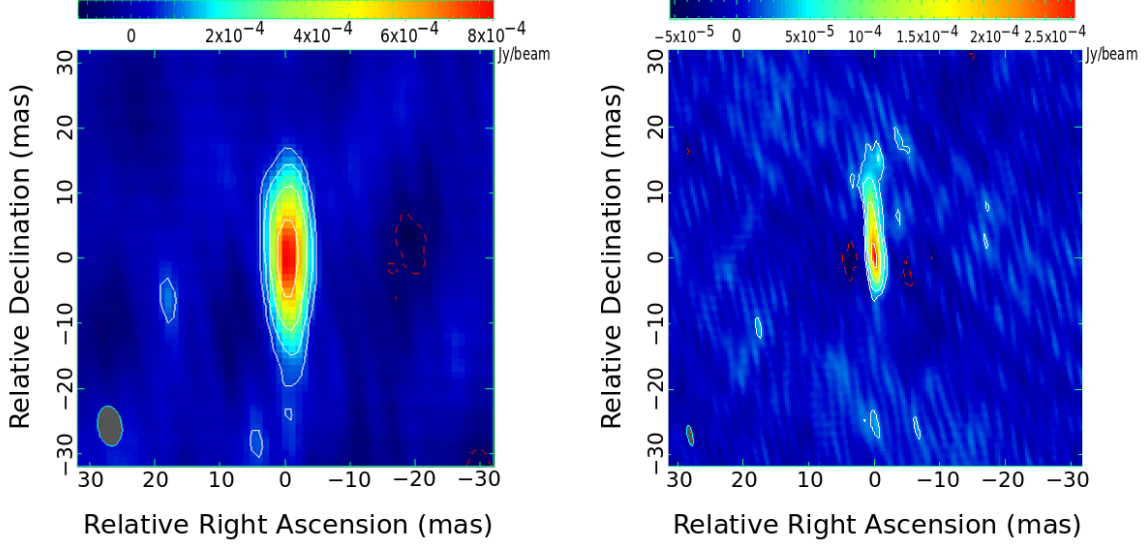 0 2x10⁻⁴ 4x10⁻⁴ 6x10⁻⁴ 8x10⁻⁴
Jy/beam
Relative Declination (mas)
30
20
10
0
−10
−20
−30
30 20 10 0 −10 −20 −30
Relative Right Ascension (mas)
−5x10⁻⁵ 0 5x10⁻⁵ 10⁻⁴ 1.5x10⁻⁴ 2x10⁻⁴ 2.5x10⁻⁴
Jy/beam
Relative Declination (mas)
30
20
10
0
−10
−20
−30
30 20 10 0 −10 −20 −30
Relative Right Ascension (mas)